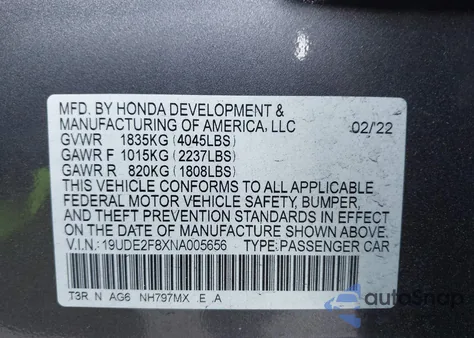 MFD. BY HONDA DEVELOPMENT &
MANUFACTURING OF AMERICA, LLC 02/22
GVWR 1835KG (4045LBS)
GAWR F 1015KG (2237LBS)
GAWR R 820KG (1808LBS)
THIS VEHICLE CONFORMS TO ALL APPLICABLE
FEDERAL MOTOR VEHICLE SAFETY, BUMPER,
AND THEFT PREVENTION STANDARDS IN EFFECT
ON THE DATE OF MANUFACTURE SHOWN ABOVE.
V.I.N.: 19UDE2F8XNA005656 TYPE: PASSENGER CAR
T3R N AG6 NH797MX .E .A
autoSnap